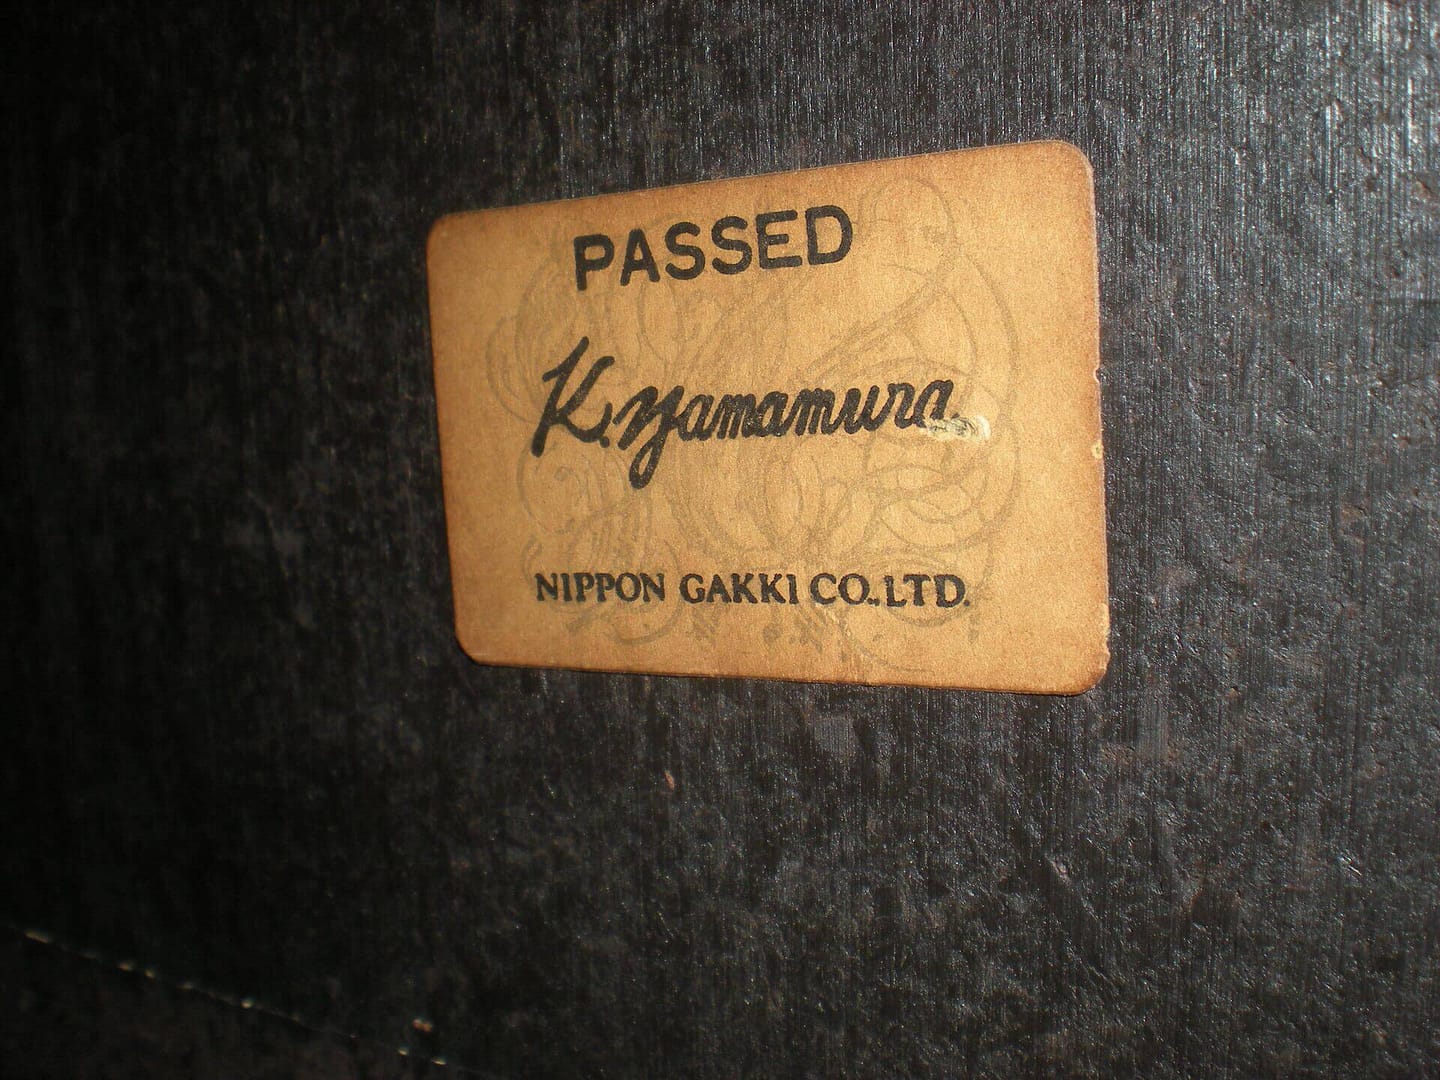 PASSED
K. Yamamura
NIPPON GAKKI CO., LTD.